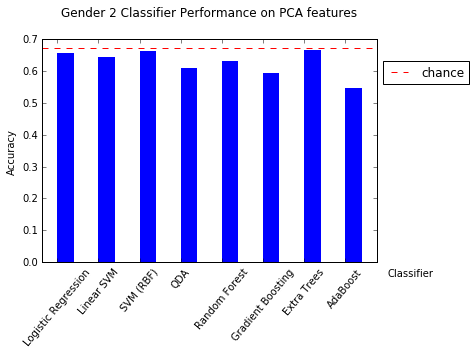 Gender 2 Classifier Performance on PCA features
0.7
0.6
0.5
0.4
0.3
0.2
0.1
0.0
Accuracy
chance
Logistic Regression
Linear SVM
SVM (RBF)
QDA
Random Forest
Gradient Boosting
Extra Trees
AdaBoost
Classifier